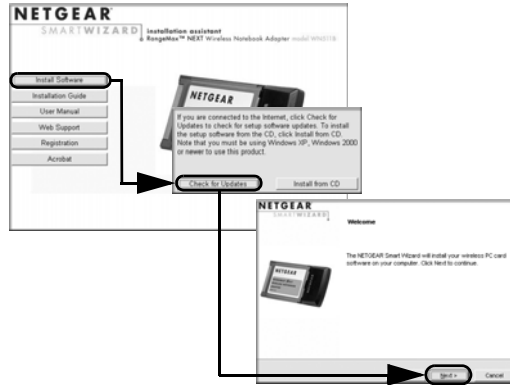 NETGEAR
SMARTWIZARD
installation assistant
RangeMax™ NEXT Wireless Notebook Adapter model WN511B
Install Software
Installation Guide
User Manual
Web Support
Registration
Acrobat
NETGEAR
If you are connected to the Internet, click Check for
Updates to check for setup software updates. To install
the setup software from the CD, click Install from CD.
Note that you must be using Windows XP, Windows 2000
or newer to use this product.
Check for Updates
Install from CD
NETGEAR
SMARTWIZARD
Welcome
The NETGEAR Smart Wizard will install your wireless PC card
software on your computer. Click Next to continue.
NETGEAR
Next >
Cancel